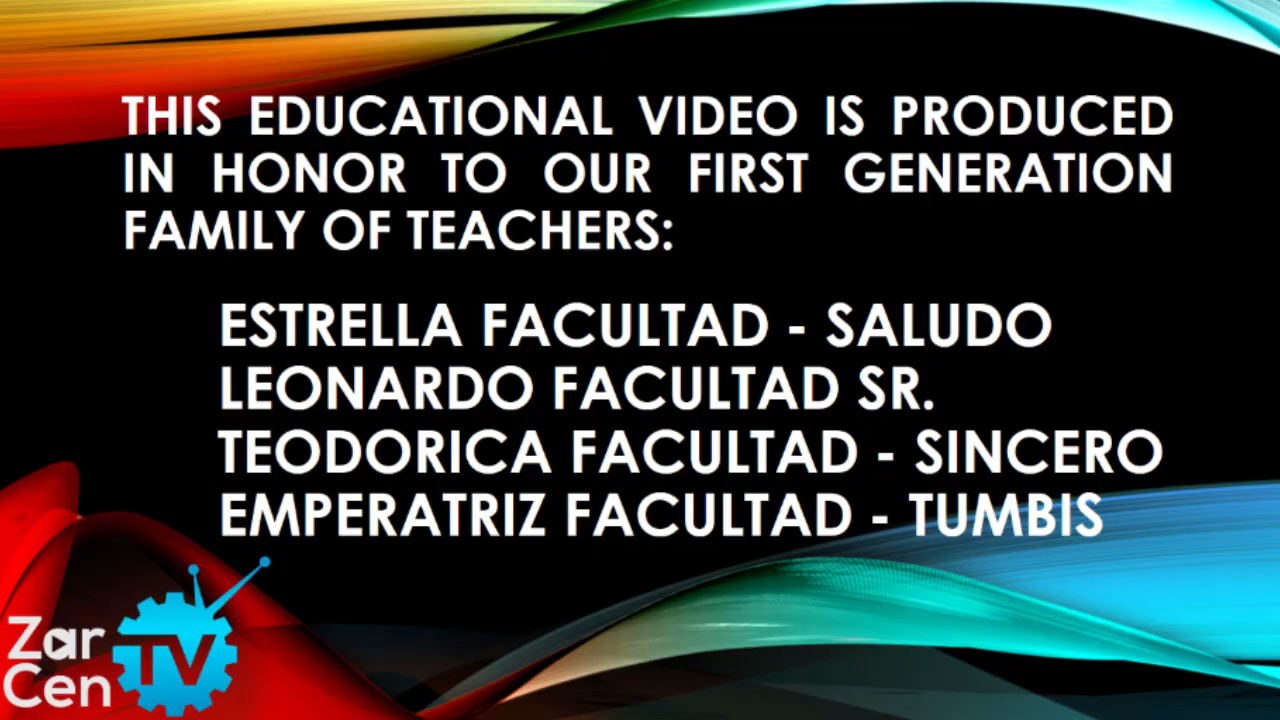 THIS EDUCATIONAL VIDEO IS PRODUCED
IN HONOR TO OUR FIRST GENERATION
FAMILY OF TEACHERS:
ESTRELLA FACULTAD - SALUDO
LEONARDO FACULTAD SR.
TEODORICA FACULTAD - SINCERO
EMPERATRIZ FACULTAD - TUMBIS
Zar
Cen
TV